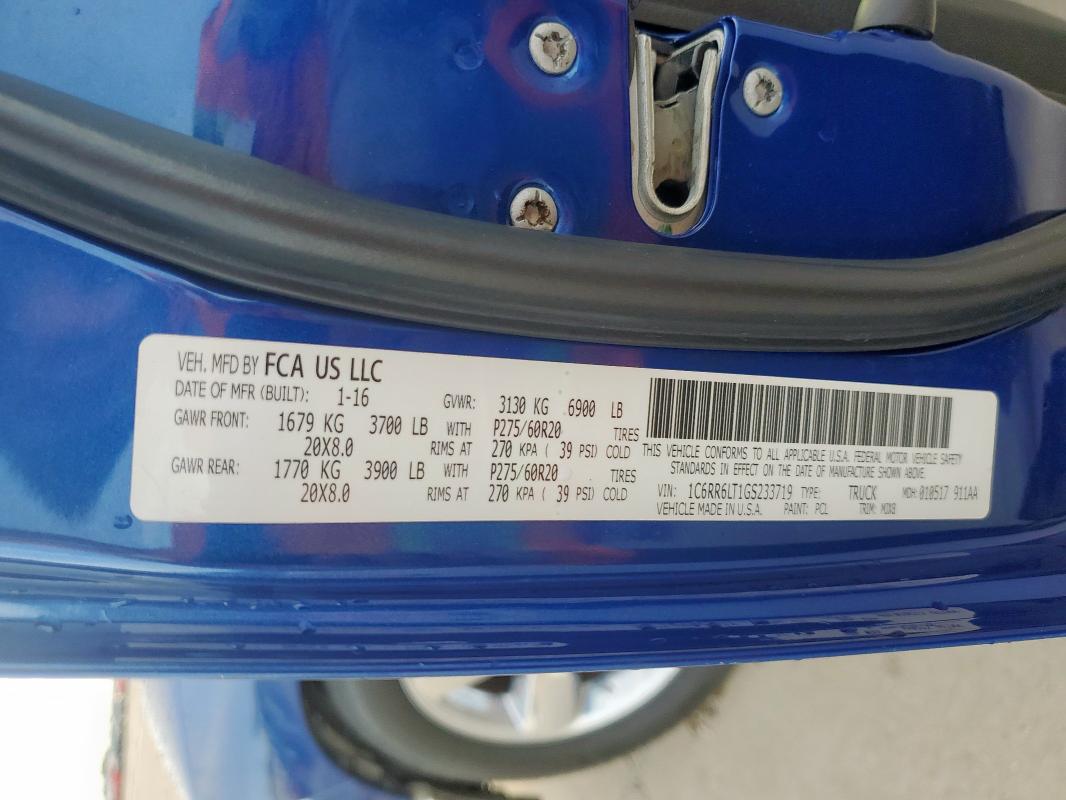 VEH. MFD BY FCA US LLC
DATE OF MFR (BUILT): 1-16 GVWR: 3130 KG 6900 LB
GAWR FRONT: 1679 KG 3700 LB WITH P275/60R20 TIRES
20X8.0 RIMS AT 270 KPA ( 39 PSI) COLD
GAWR REAR: 1770 KG 3900 LB WITH P275/60R20 TIRES
20X8.0 RIMS AT 270 KPA ( 39 PSI) COLD
THIS VEHICLE CONFORMS TO ALL APPLICABLE U.S.A. FEDERAL MOTOR VEHICLE SAFETY
STANDARDS IN EFFECT ON THE DATE OF MANUFACTURE SHOWN ABOVE.
VIN: 1C6RR6LT1GS233719 TYPE: TRUCK MDH: 010517 911AA
VEHICLE MADE IN U.S.A. PAINT: PCL TRIM: MJX8